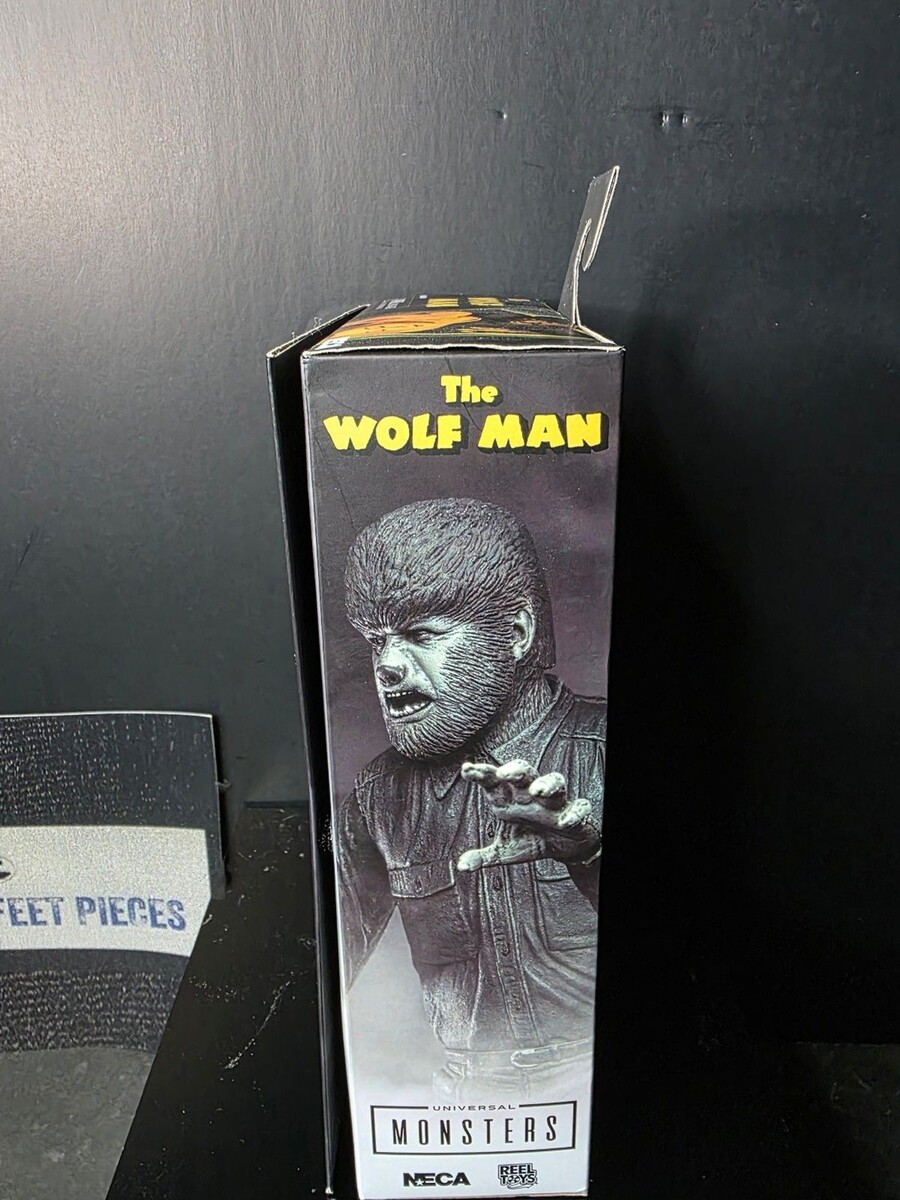 The
WOLF MAN
FEET PIECES
UNIVERSAL
MONSTERS
NECA
REEL
TOYS